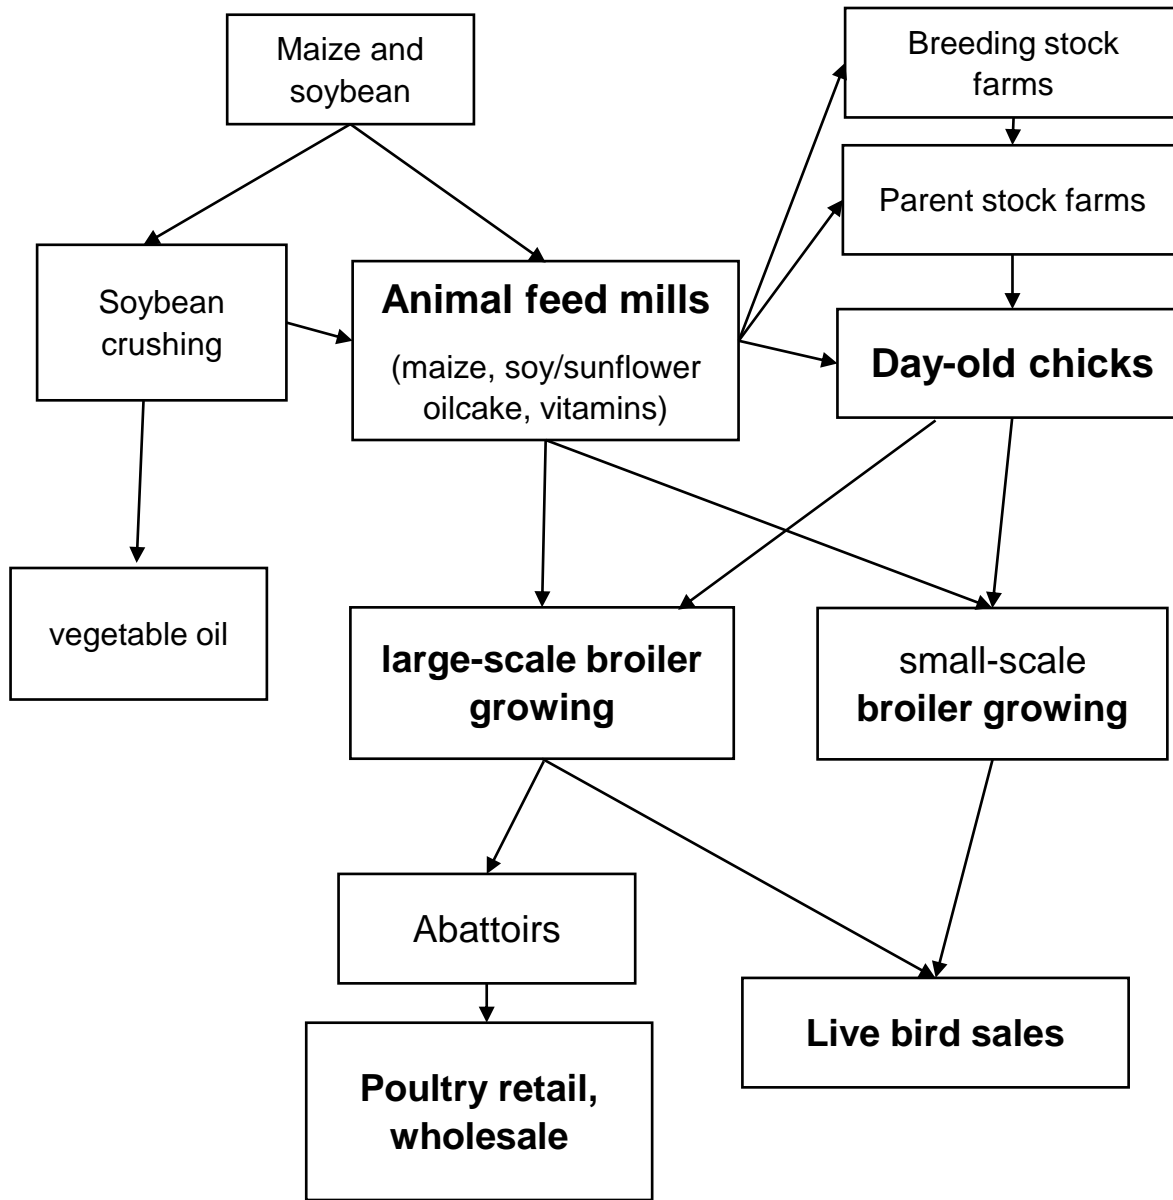 Maize and
soybean
Breeding stock
farms
Parent stock farms
Soybean
crushing
Animal feed mills
(maize, soy/sunflower
oilcake, vitamins)
Day-old chicks
vegetable oil
large-scale broiler
growing
small-scale
broiler growing
Abattoirs
Live bird sales
Poultry retail,
wholesale